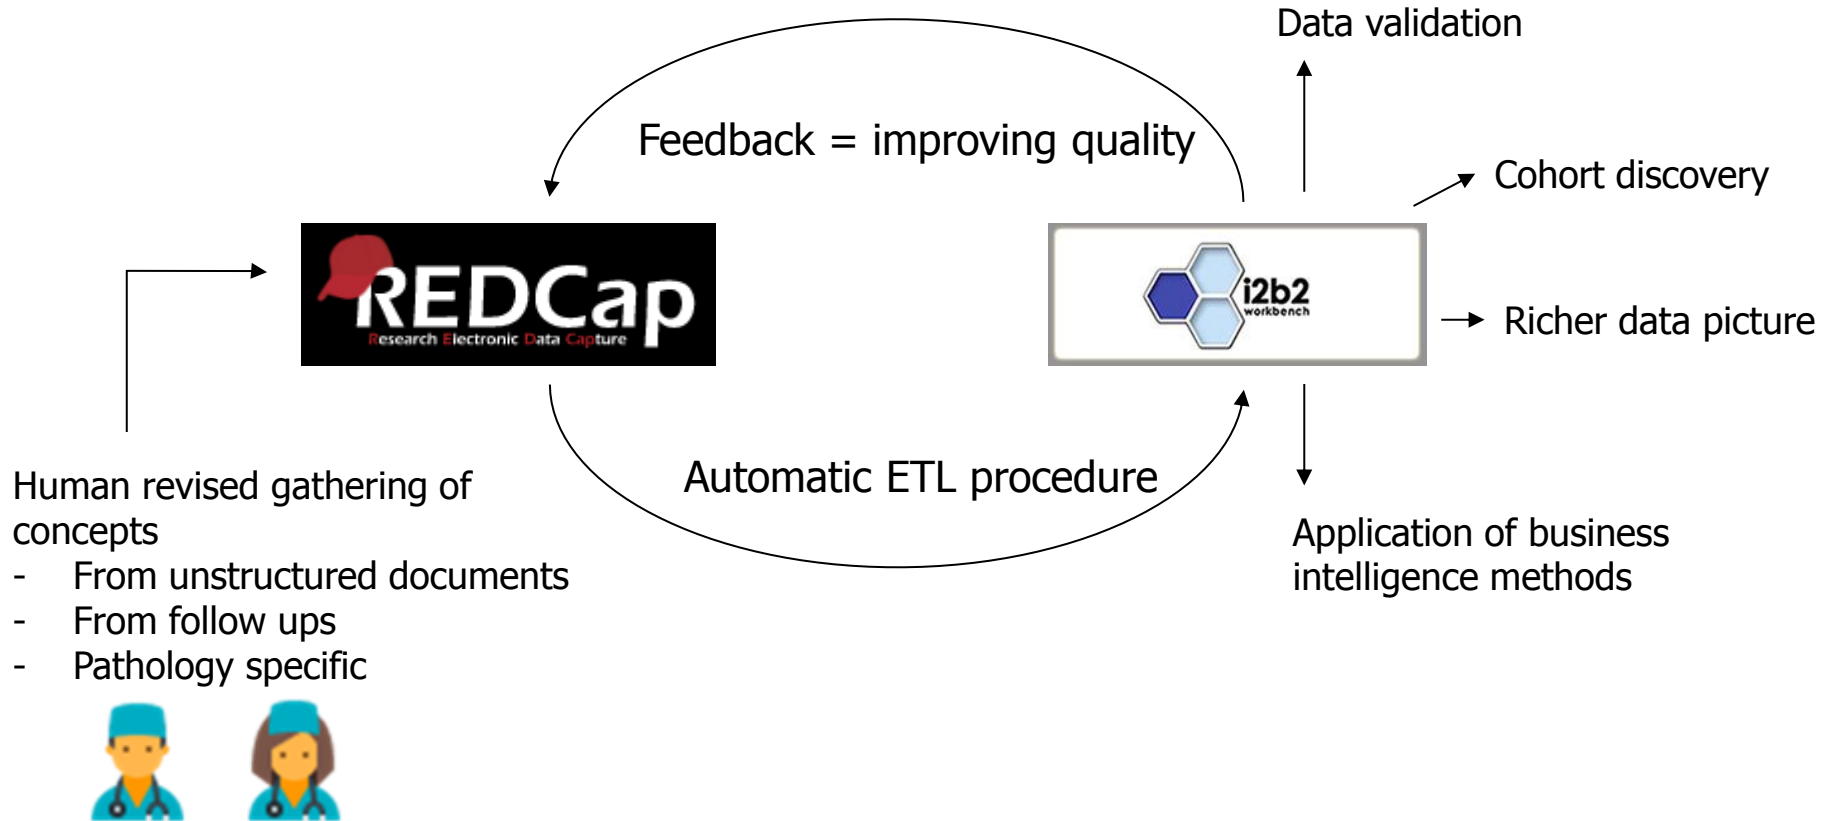 Data validation
Feedback = improving quality
Cohort discovery
REDCap
Research Electronic Data Capture
i2b2
workbench
Richer data picture
Automatic ETL procedure
Human revised gathering of
concepts
- From unstructured documents
- From follow ups
- Pathology specific
Application of business
intelligence methods